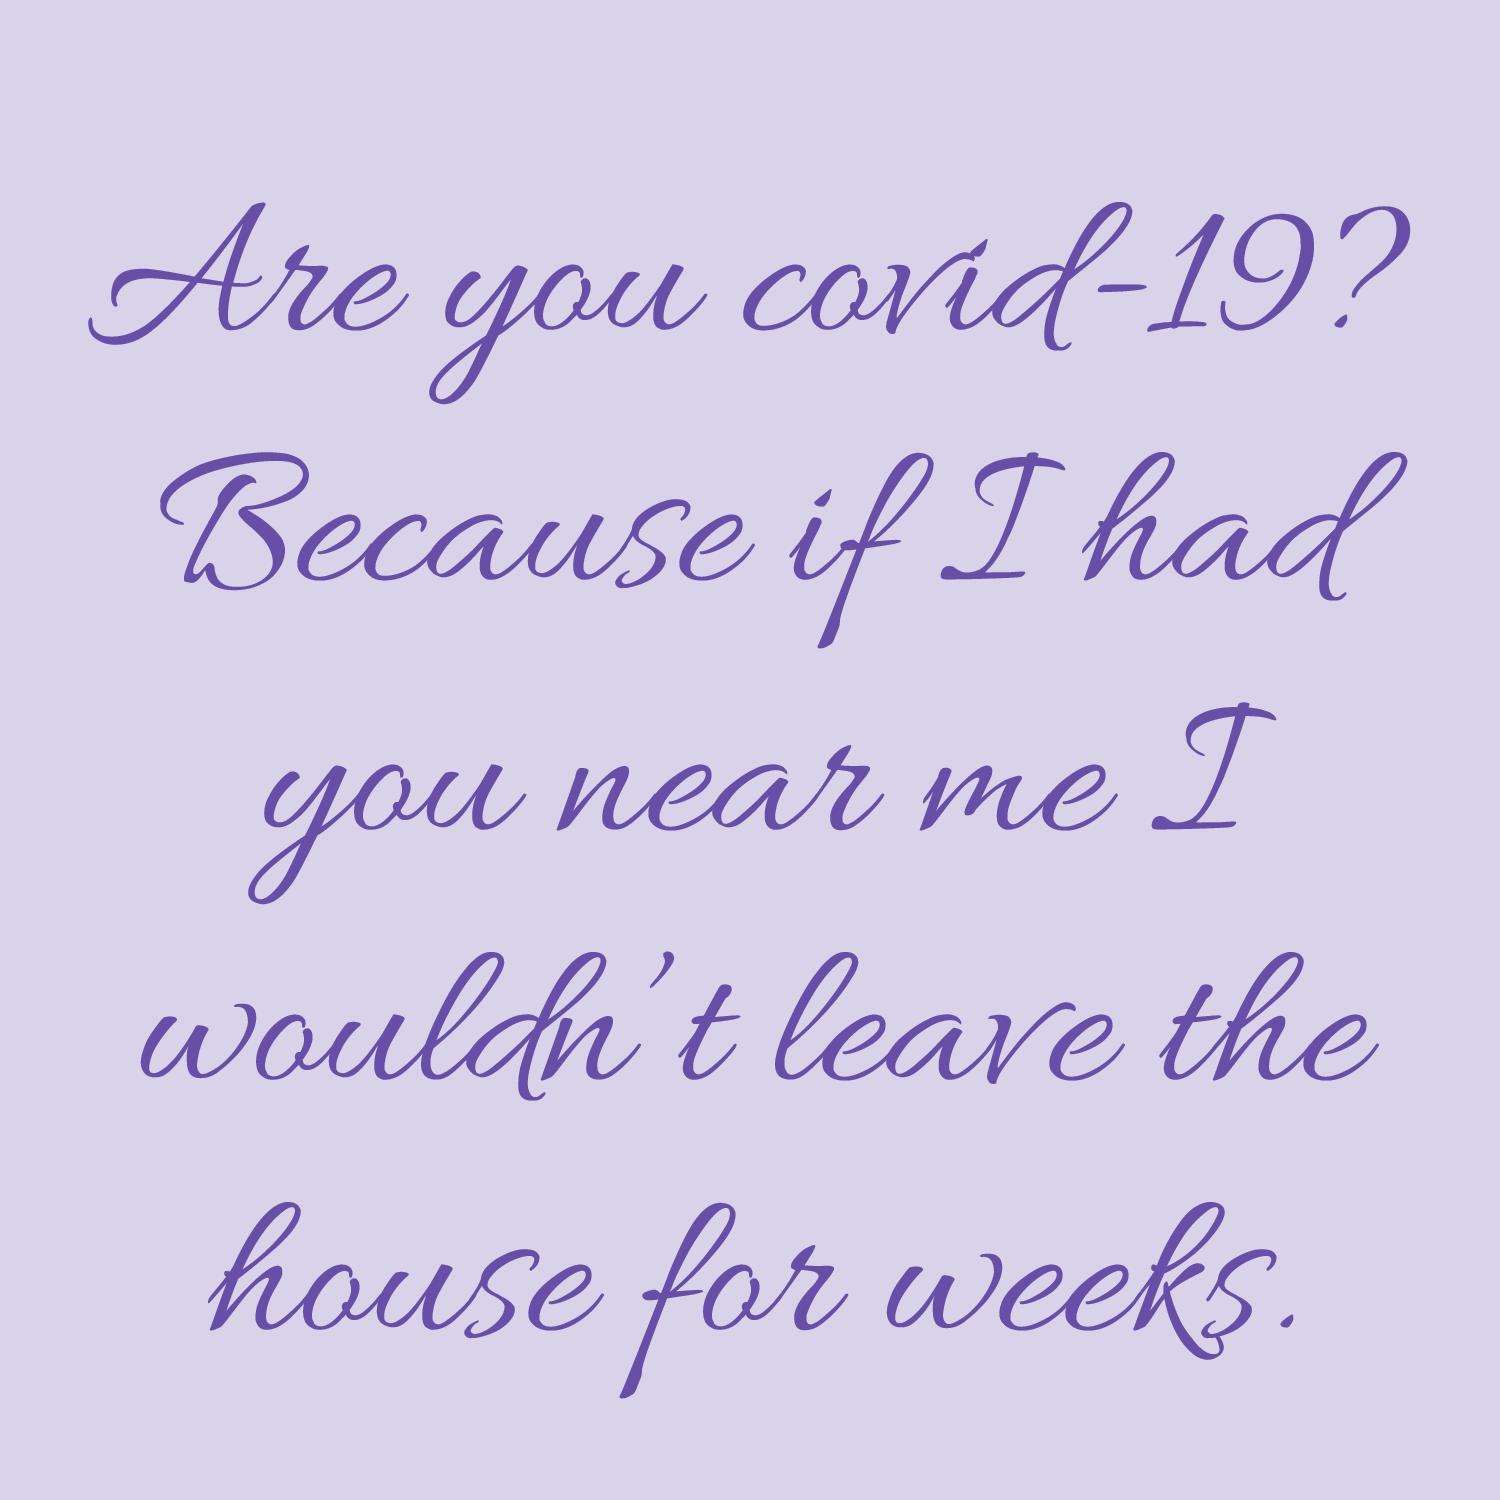 Are you covid-19?
Because if I had
you near me I
wouldn't leave the
house for weeks.